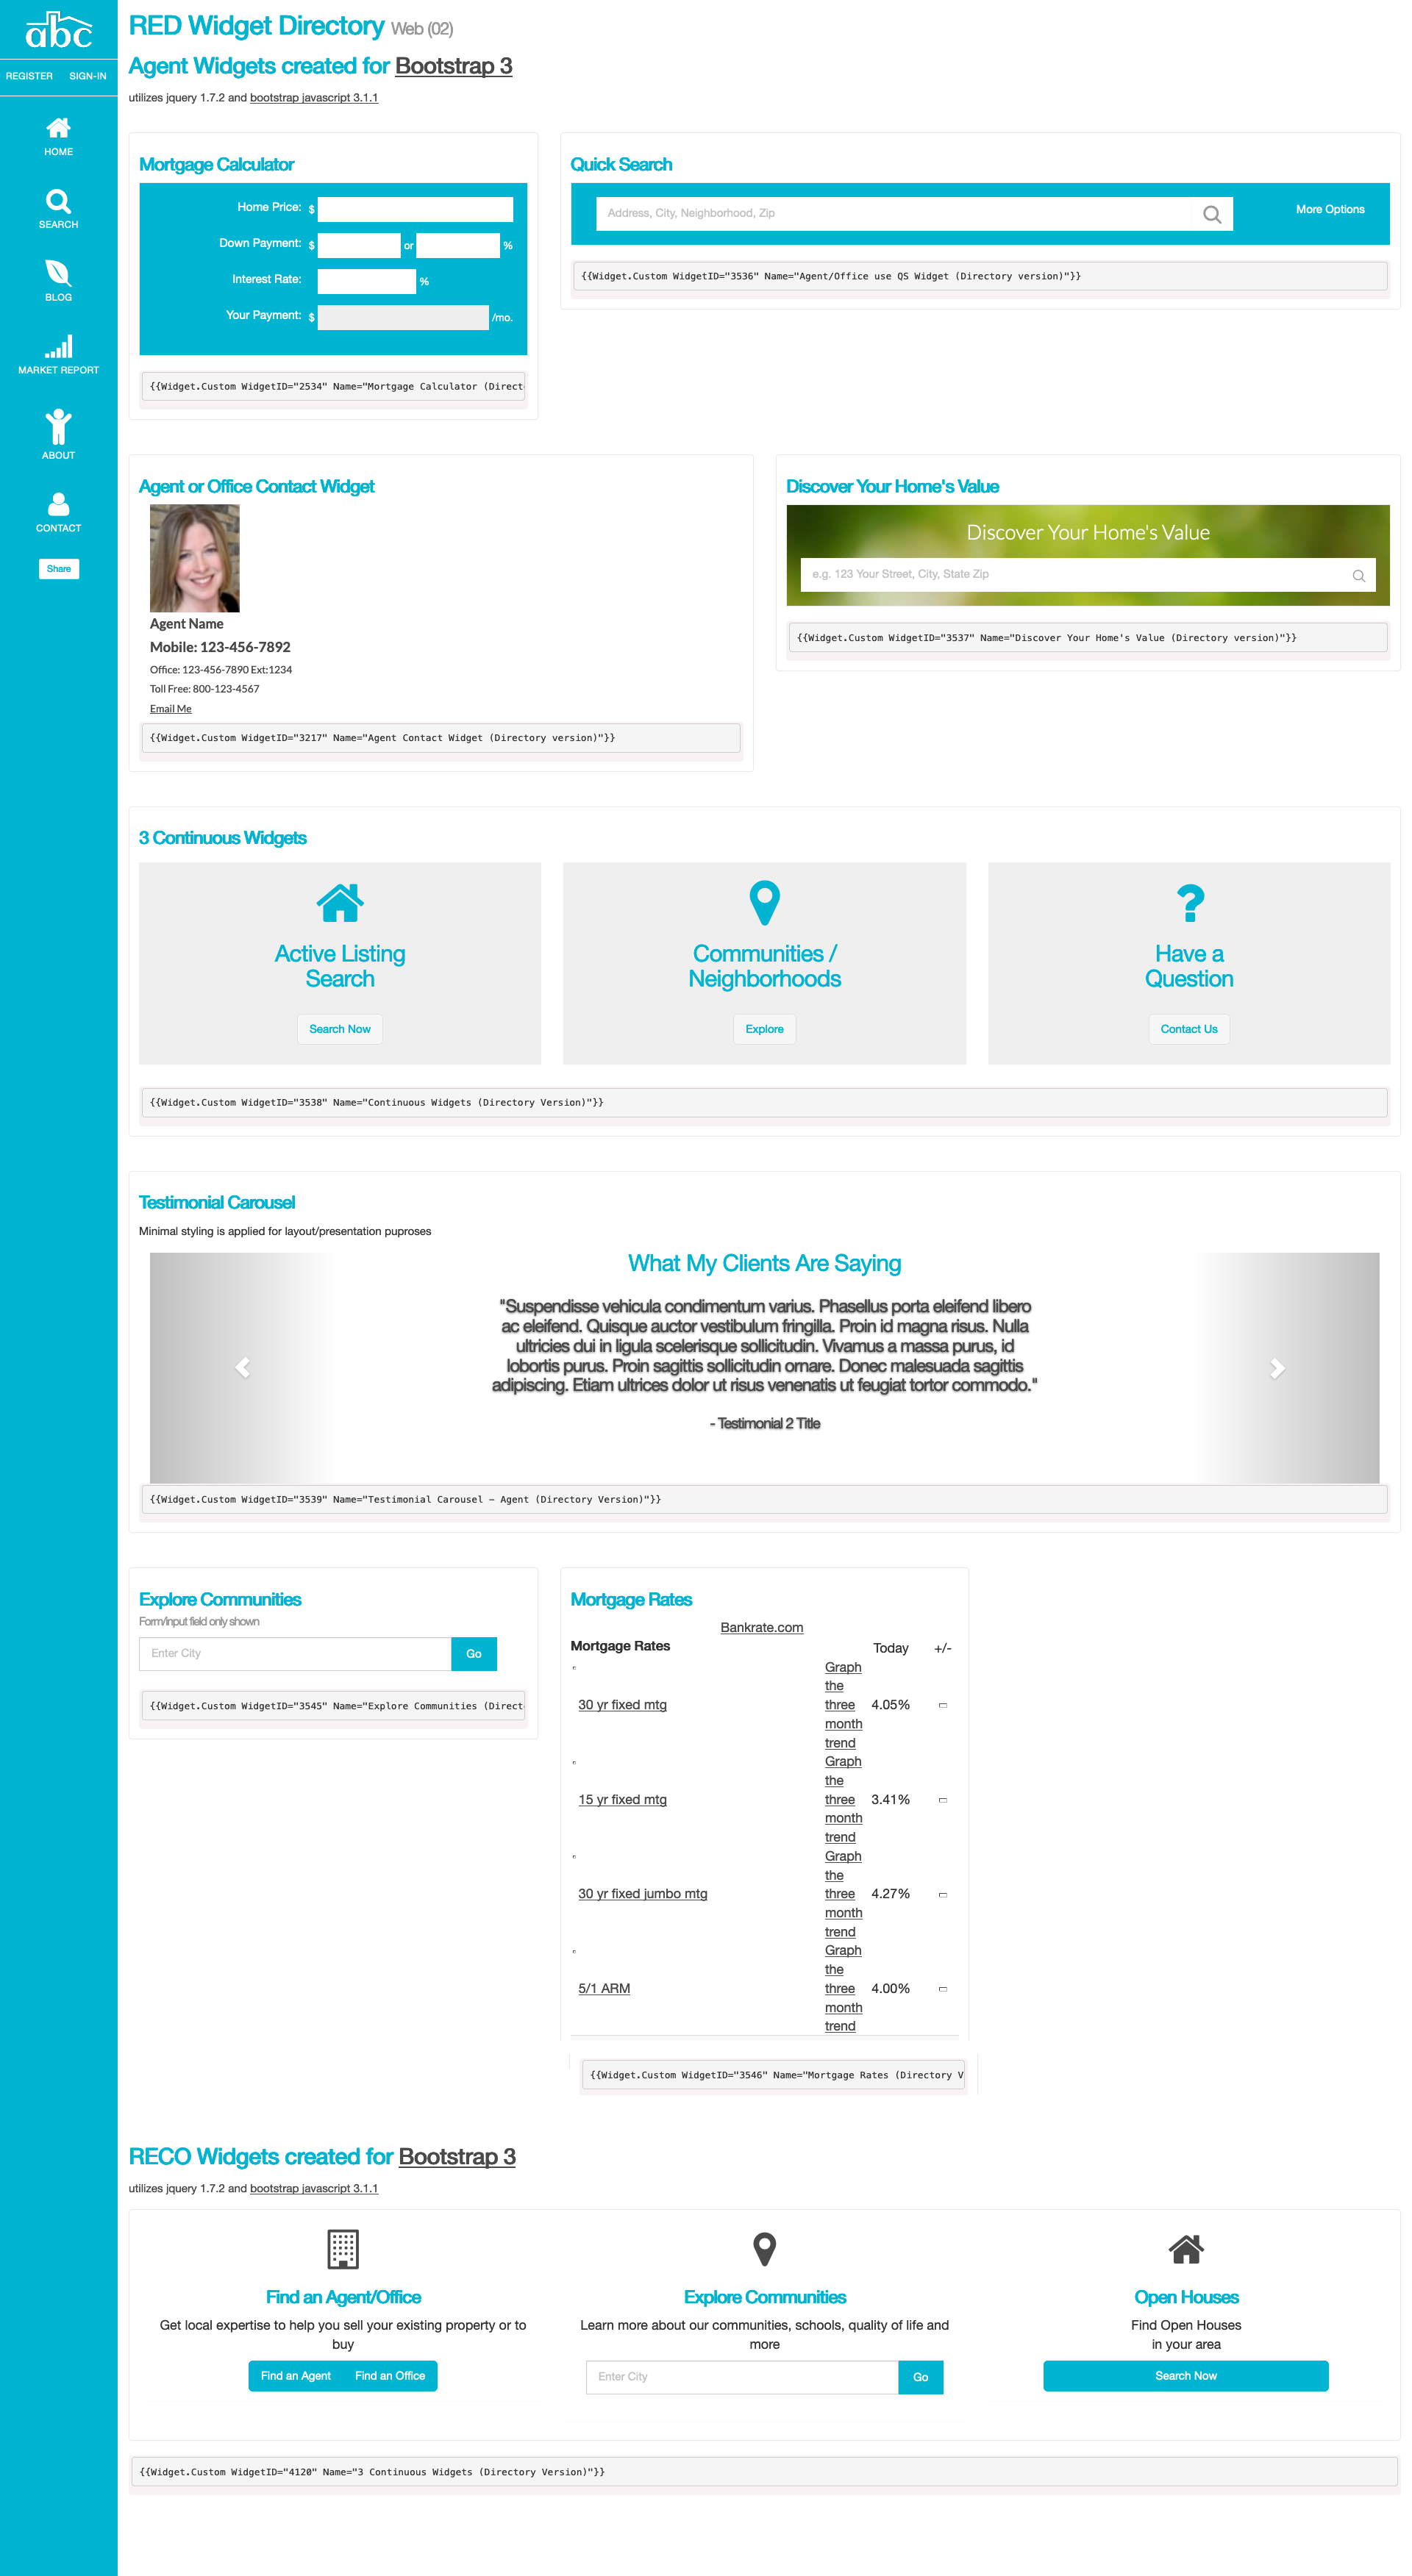 abc
REGISTER SIGN-IN
HOME
SEARCH
BLOG
MARKET REPORT
ABOUT
CONTACT
Share
RED Widget Directory Web (02)
Agent Widgets created for Bootstrap 3
utilizes jquery 1.7.2 and bootstrap javascript 3.1.1
Mortgage Calculator
Home Price: $
Down Payment: $ or %
Interest Rate: %
Your Payment: $ /mo.
{{Widget.Custom WidgetID="2534" Name="Mortgage Calculator (Direct
Quick Search
Address, City, Neighborhood, Zip
More Options
{{Widget.Custom WidgetID="3536" Name="Agent/Office use QS Widget (Directory version)"}}
Agent or Office Contact Widget
Agent Name
Mobile: 123-456-7892
Office: 123-456-7890 Ext:1234
Toll Free: 800-123-4567
Email Me
{{Widget.Custom WidgetID="3217" Name="Agent Contact Widget (Directory version)"}}
Discover Your Home's Value
Discover Your Home's Value
e.g. 123 Your Street, City, State Zip
{{Widget.Custom WidgetID="3537" Name="Discover Your Home's Value (Directory version)"}}
3 Continuous Widgets
Active Listing
Search
Search Now
Communities /
Neighborhoods
Explore
Have a
Question
Contact Us
{{Widget.Custom WidgetID="3538" Name="Continuous Widgets (Directory Version)"}}
Testimonial Carousel
Minimal styling is applied for layout/presentation puproses
What My Clients Are Saying
"Suspendisse vehicula condimentum varius. Phasellus porta eleifend libero
ac eleifend. Quisque auctor vestibulum fringilla. Proin id magna risus. Nulla
ultricies dui in ligula scelerisque sollicitudin. Vivamus a massa purus, id
lobortis purus. Proin sagittis sollicitudin ornare. Donec malesuada sagittis
adipiscing. Etiam ultrices dolor ut risus venenatis ut feugiat tortor commodo."
- Testimonial 2 Title
{{Widget.Custom WidgetID="3539" Name="Testimonial Carousel - Agent (Directory Version)"}}
Explore Communities
Form/input field only shown
Enter City
Go
{{Widget.Custom WidgetID="3545" Name="Explore Communities (Direct
Mortgage Rates
Bankrate.com
Mortgage Rates Today +/-
Graph
the
30 yr fixed mtg three 4.05%
month
trend
Graph
the
15 yr fixed mtg three 3.41%
month
trend
Graph
the
30 yr fixed jumbo mtg three 4.27%
month
trend
Graph
the
5/1 ARM three 4.00%
month
trend
{{Widget.Custom WidgetID="3546" Name="Mortgage Rates (Directory V
RECO Widgets created for Bootstrap 3
utilizes jquery 1.7.2 and bootstrap javascript 3.1.1
Find an Agent/Office
Get local expertise to help you sell your existing property or to
buy
Find an Agent Find an Office
Explore Communities
Learn more about our communities, schools, quality of life and
more
Enter City
Go
Open Houses
Find Open Houses
in your area
Search Now
{{Widget.Custom WidgetID="4120" Name="3 Continuous Widgets (Directory Version)"}}